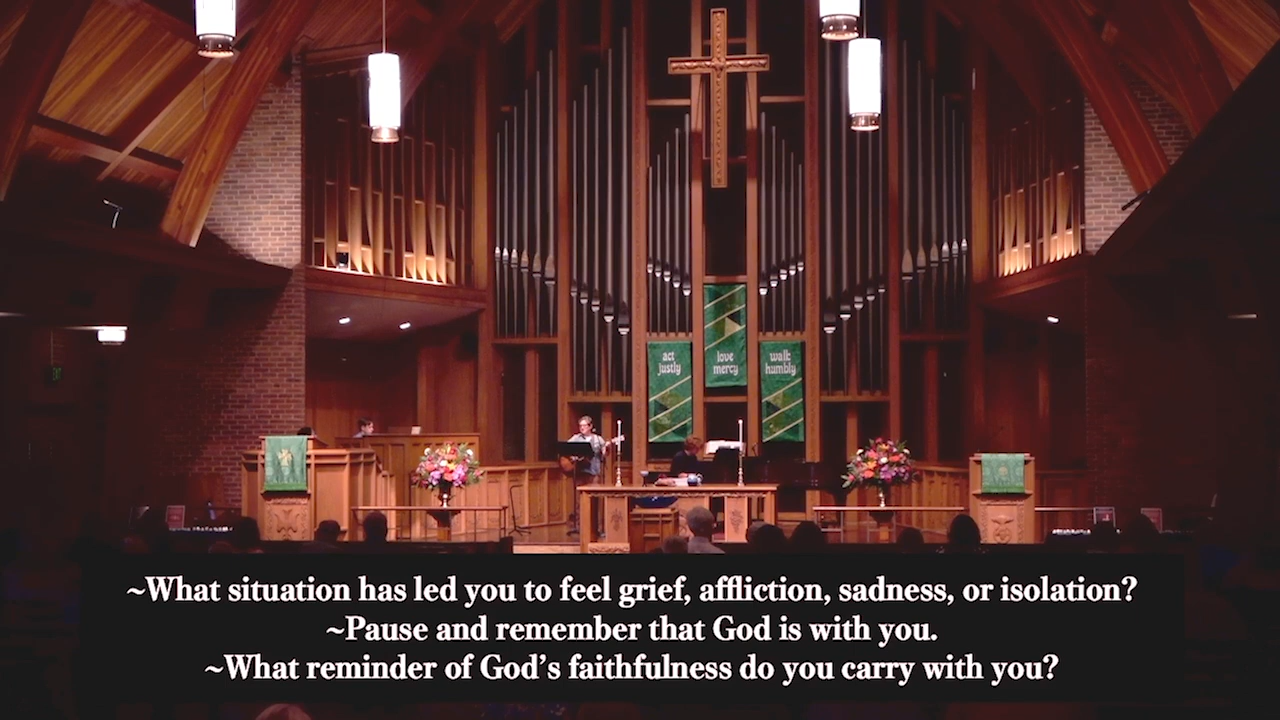 act
justly
love
mercy
walk
humbly
~What situation has led you to feel grief, affliction, sadness, or isolation?
~Pause and remember that God is with you.
~What reminder of God's faithfulness do you carry with you?